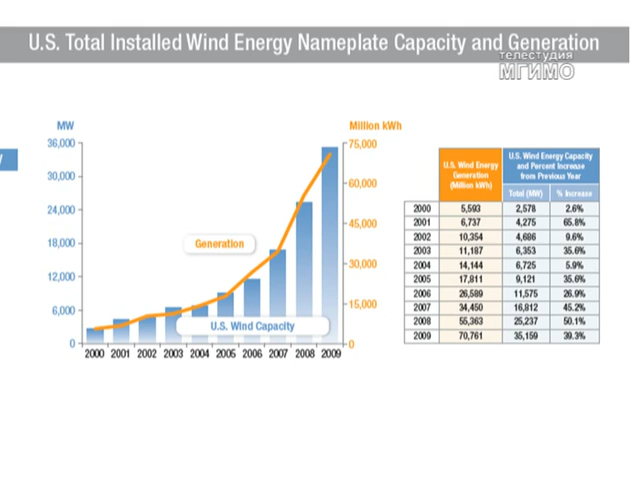 U.S. Total Installed Wind Energy Nameplate Capacity and Generation
телестудия
МГИМО
MW
Million kWh
36,000
30,000
24,000
18,000
12,000
6,000
0
75,000
60,000
45,000
30,000
15,000
0
Generation
U.S. Wind Capacity
2000 2001 2002 2003 2004 2005 2006 2007 2008 2009
U.S. Wind Energy
Generation
(Million kWh)
U.S. Wind Energy Capacity
and Percent Increase
from Previous Year
Total (MW) % Increase
2000 5,593 2,578 2.6%
2001 6,737 4,275 65.8%
2002 10,354 4,686 9.6%
2003 11,187 6,353 35.6%
2004 14,144 6,725 5.9%
2005 17,811 9,121 35.6%
2006 26,589 11,575 26.9%
2007 34,450 16,812 45.2%
2008 55,363 25,237 50.1%
2009 70,761 35,159 39.3%